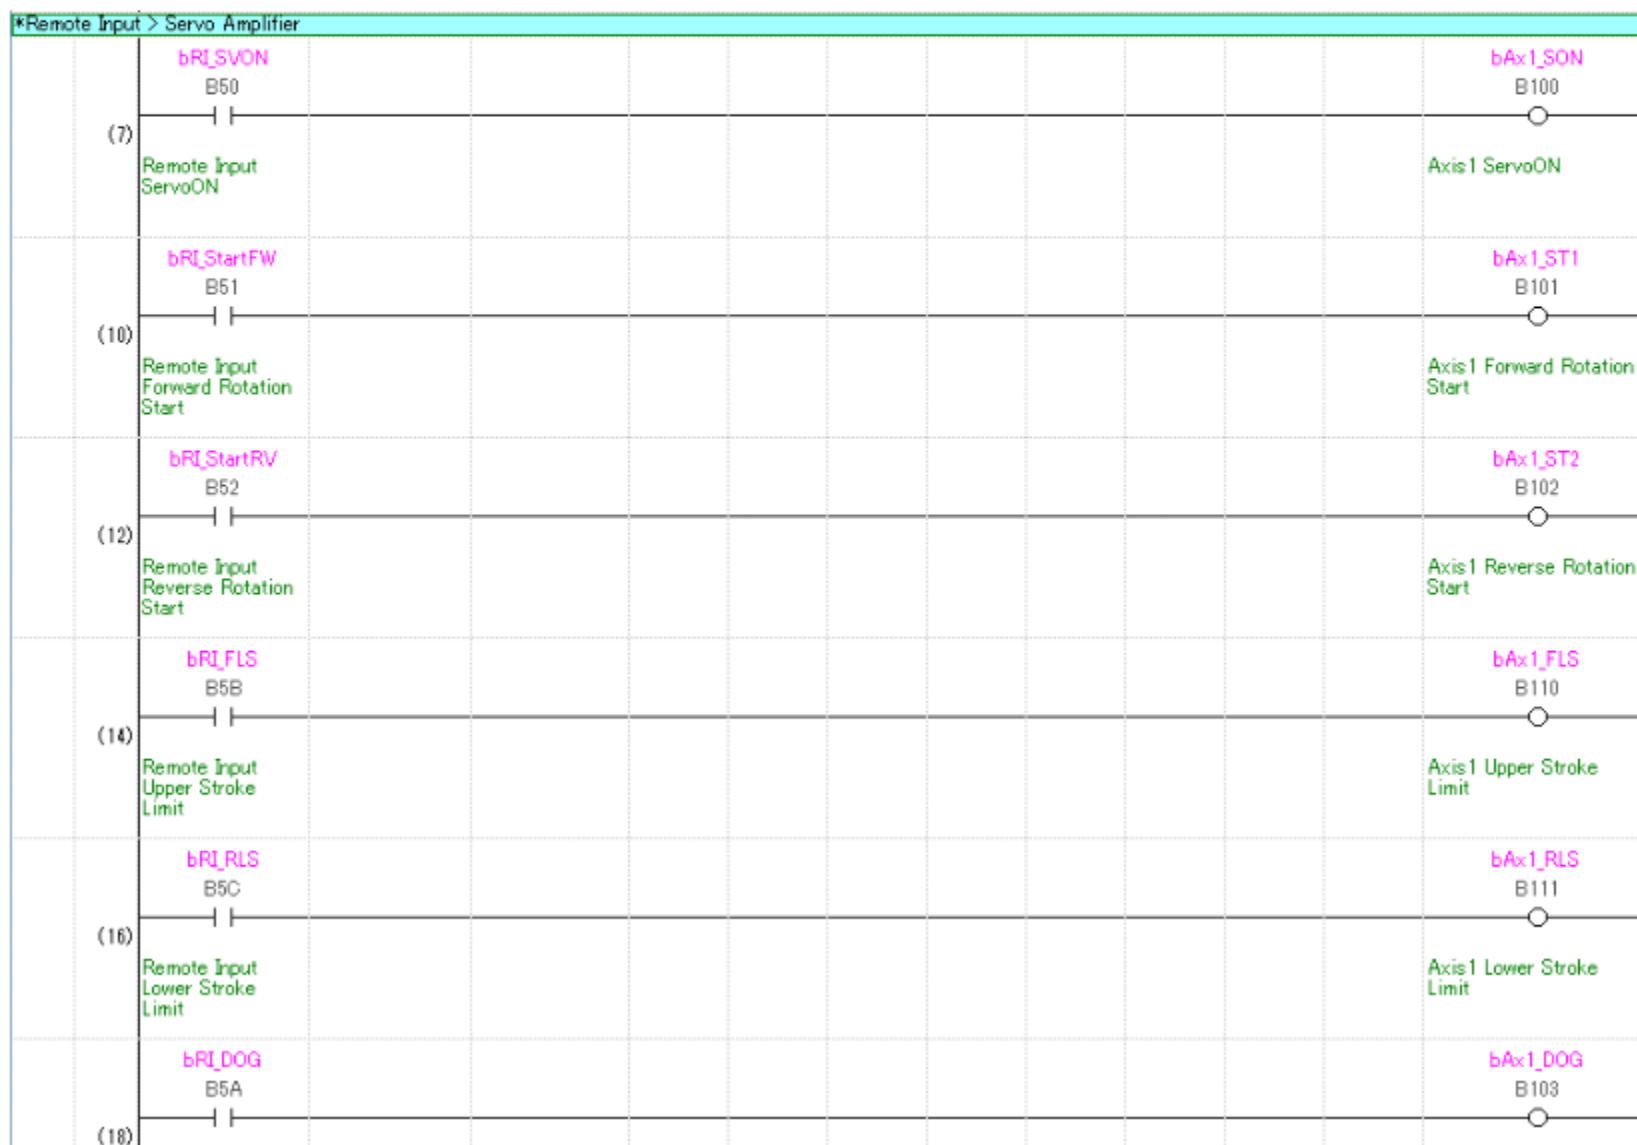 *Remote Input > Servo Amplifier
bRI_SVON bAx1_SON
B50 B100
(7)
Remote Input Axis1 ServoON
ServoON
bRI_StartFW bAx1_ST1
B51 B101
(10)
Remote Input Axis1 Forward Rotation
Forward Rotation Start
Start
bRI_StartRV bAx1_ST2
B52 B102
(12)
Remote Input Axis1 Reverse Rotation
Reverse Rotation Start
Start
bRI_FLS bAx1_FLS
B5B B110
(14)
Remote Input Axis1 Upper Stroke
Upper Stroke Limit
Limit
bRI_RLS bAx1_RLS
B5C B111
(16)
Remote Input Axis1 Lower Stroke
Lower Stroke Limit
Limit
bRI_DOG bAx1_DOG
B5A B103
(18)